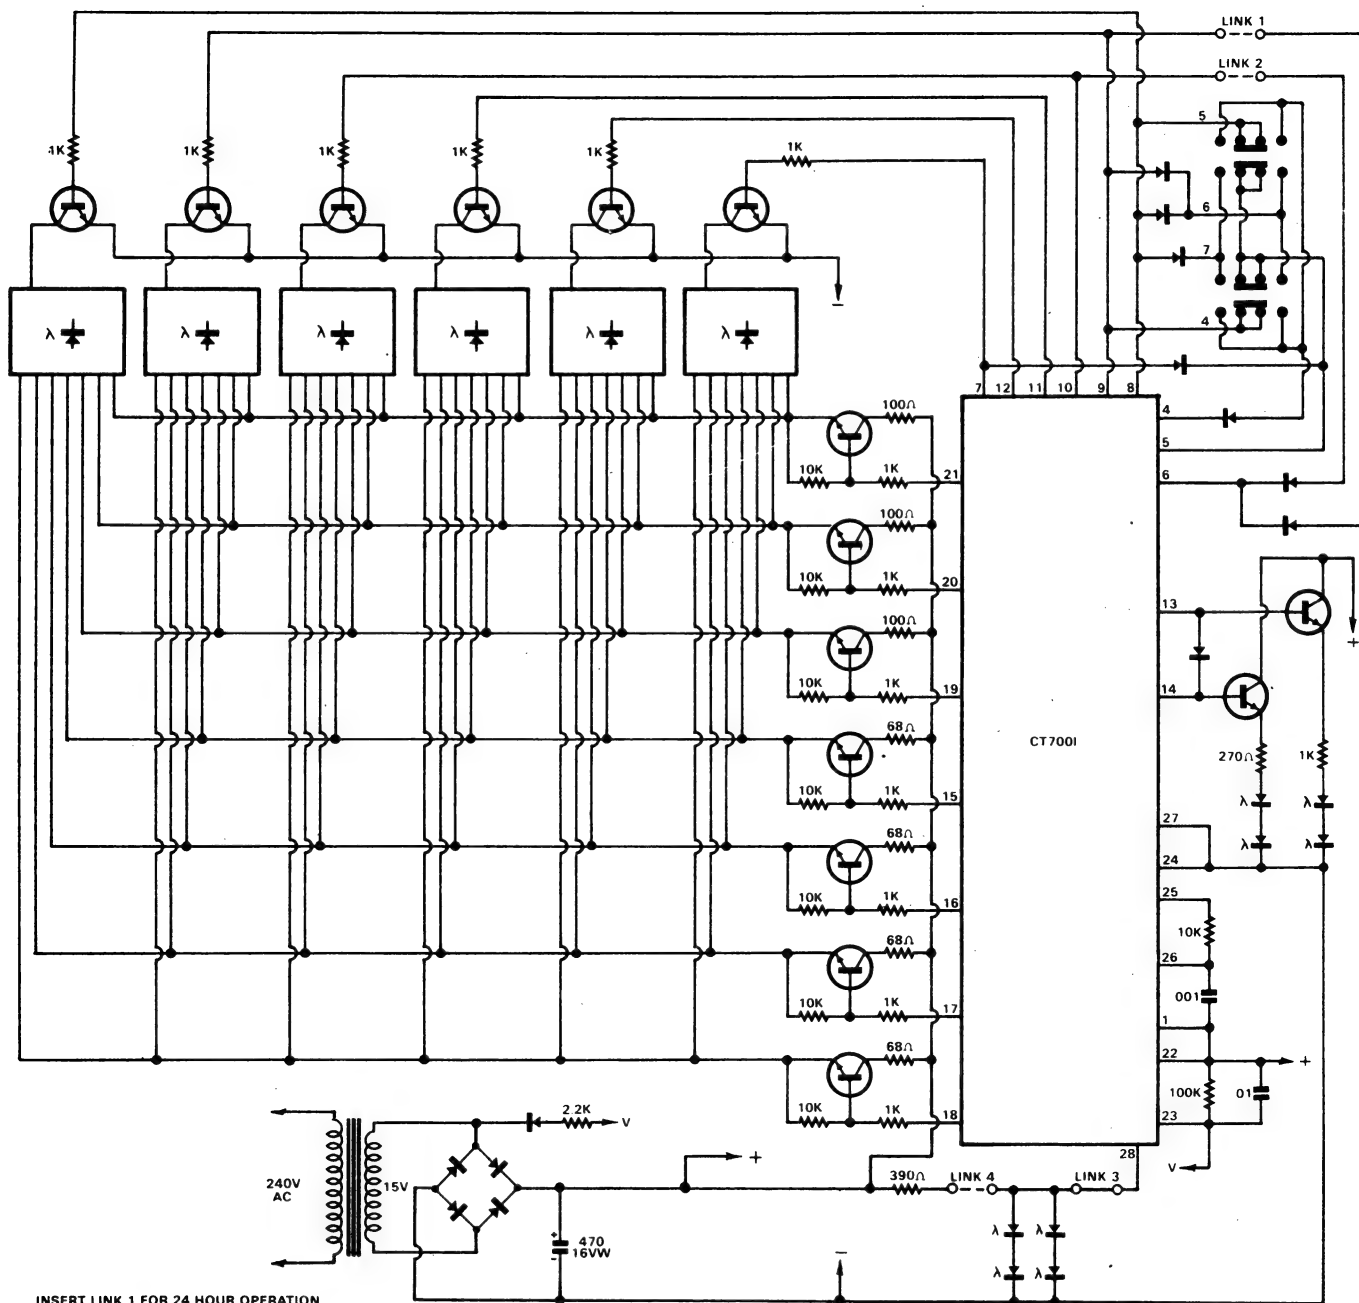 LINK 1
LINK 2
5
1K
1K
1K
1K
1K
1K
6
7
4
λ
λ
λ
λ
λ
λ
7
12
11
10
9
8
100Ω
4
5
10K
1K
21
6
100Ω
10K
1K
20
13
100Ω
10K
1K
19
14
68Ω
CT7001
270Ω
1K
10K
1K
15
λ
λ
27
68Ω
λ
λ
24
10K
1K
16
25
10K
68Ω
26
001
10K
1K
17
1
68Ω
22
+
100K
01
10K
1K
18
23
2.2K
V
28
V
+
390Ω
LINK 4
LINK 3
240V
AC
15V
+
470
16VW
-
λ
λ
λ
λ
-
+
-
INSERT LINK 1 FOR 24 HOUR OPERATION